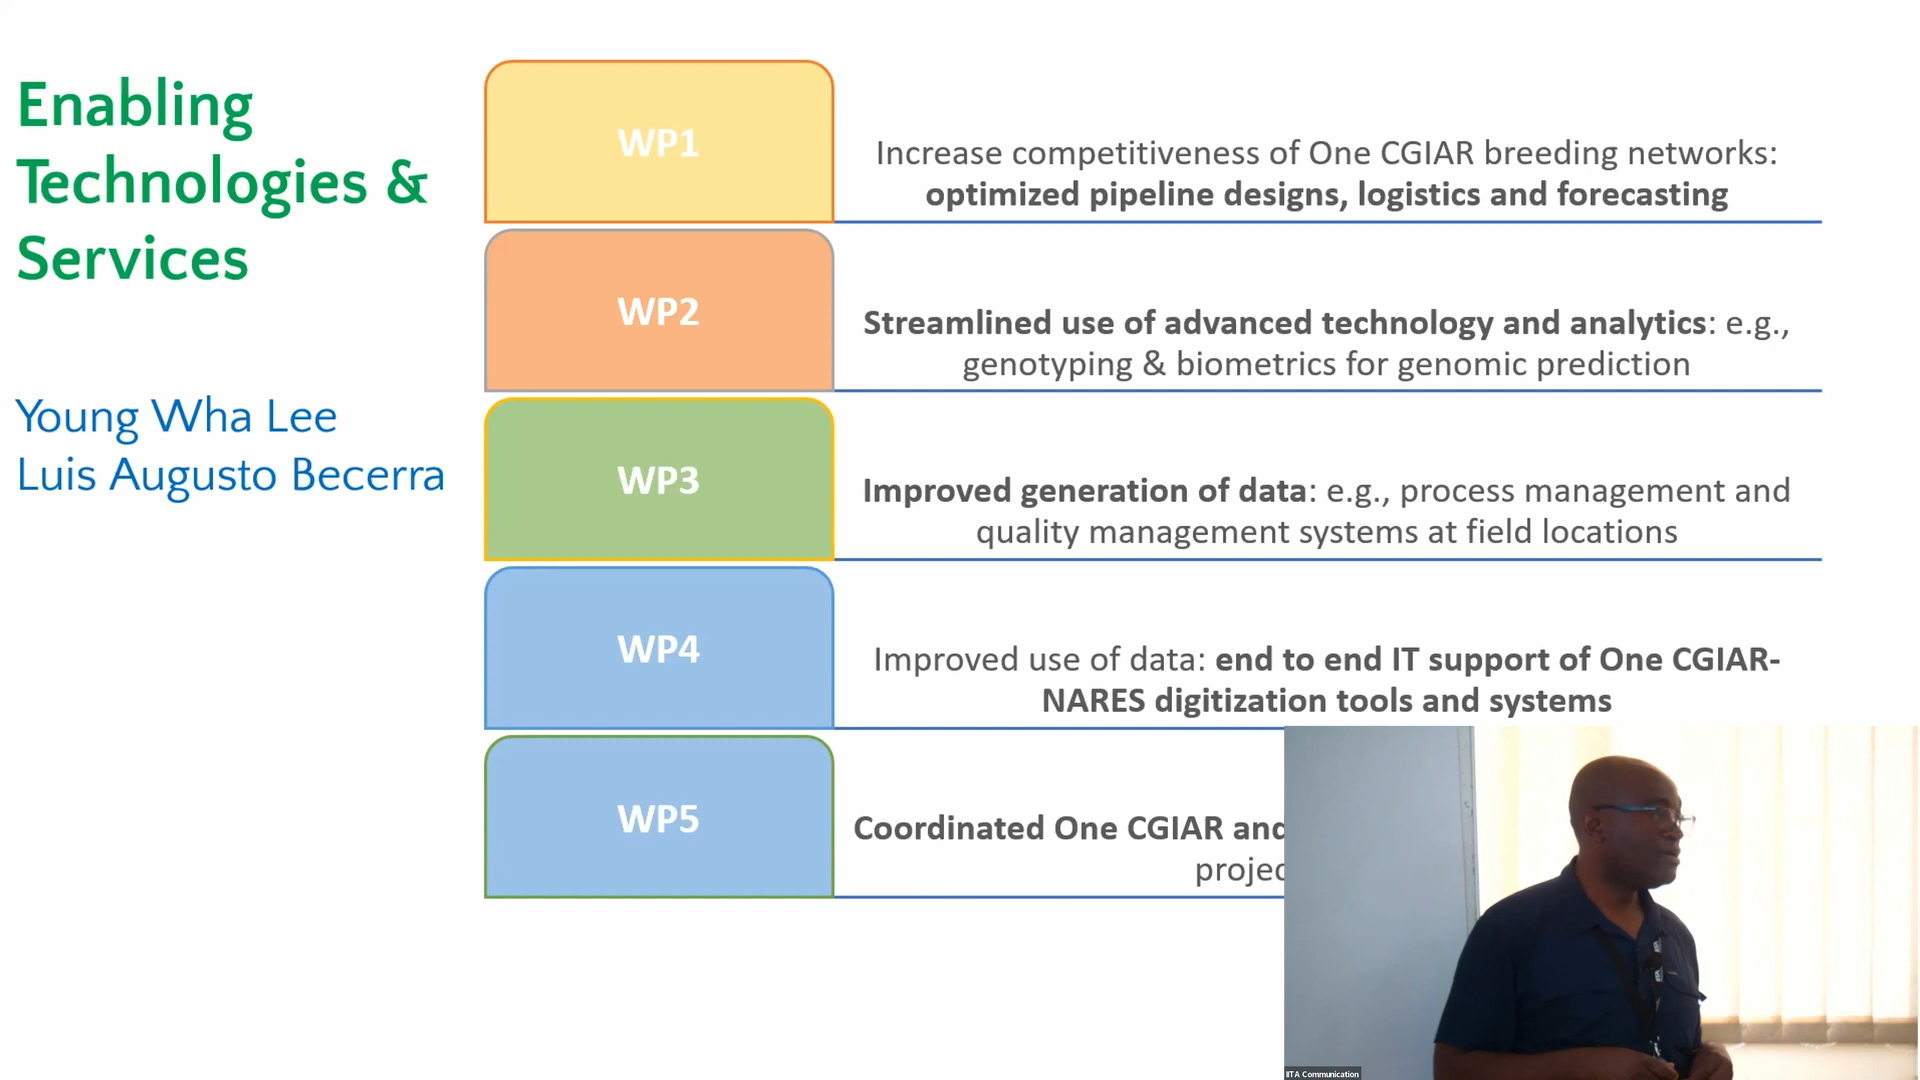 Enabling
Technologies &
Services
Young Wha Lee
Luis Augusto Becerra
WP1
Increase competitiveness of One CGIAR breeding networks:
optimized pipeline designs, logistics and forecasting
WP2
Streamlined use of advanced technology and analytics: e.g.,
genotyping & biometrics for genomic prediction
WP3
Improved generation of data: e.g., process management and
quality management systems at field locations
WP4
Improved use of data: end to end IT support of One CGIAR-
NARES digitization tools and systems
WP5
Coordinated One CGIAR and
projec
IITA Communication